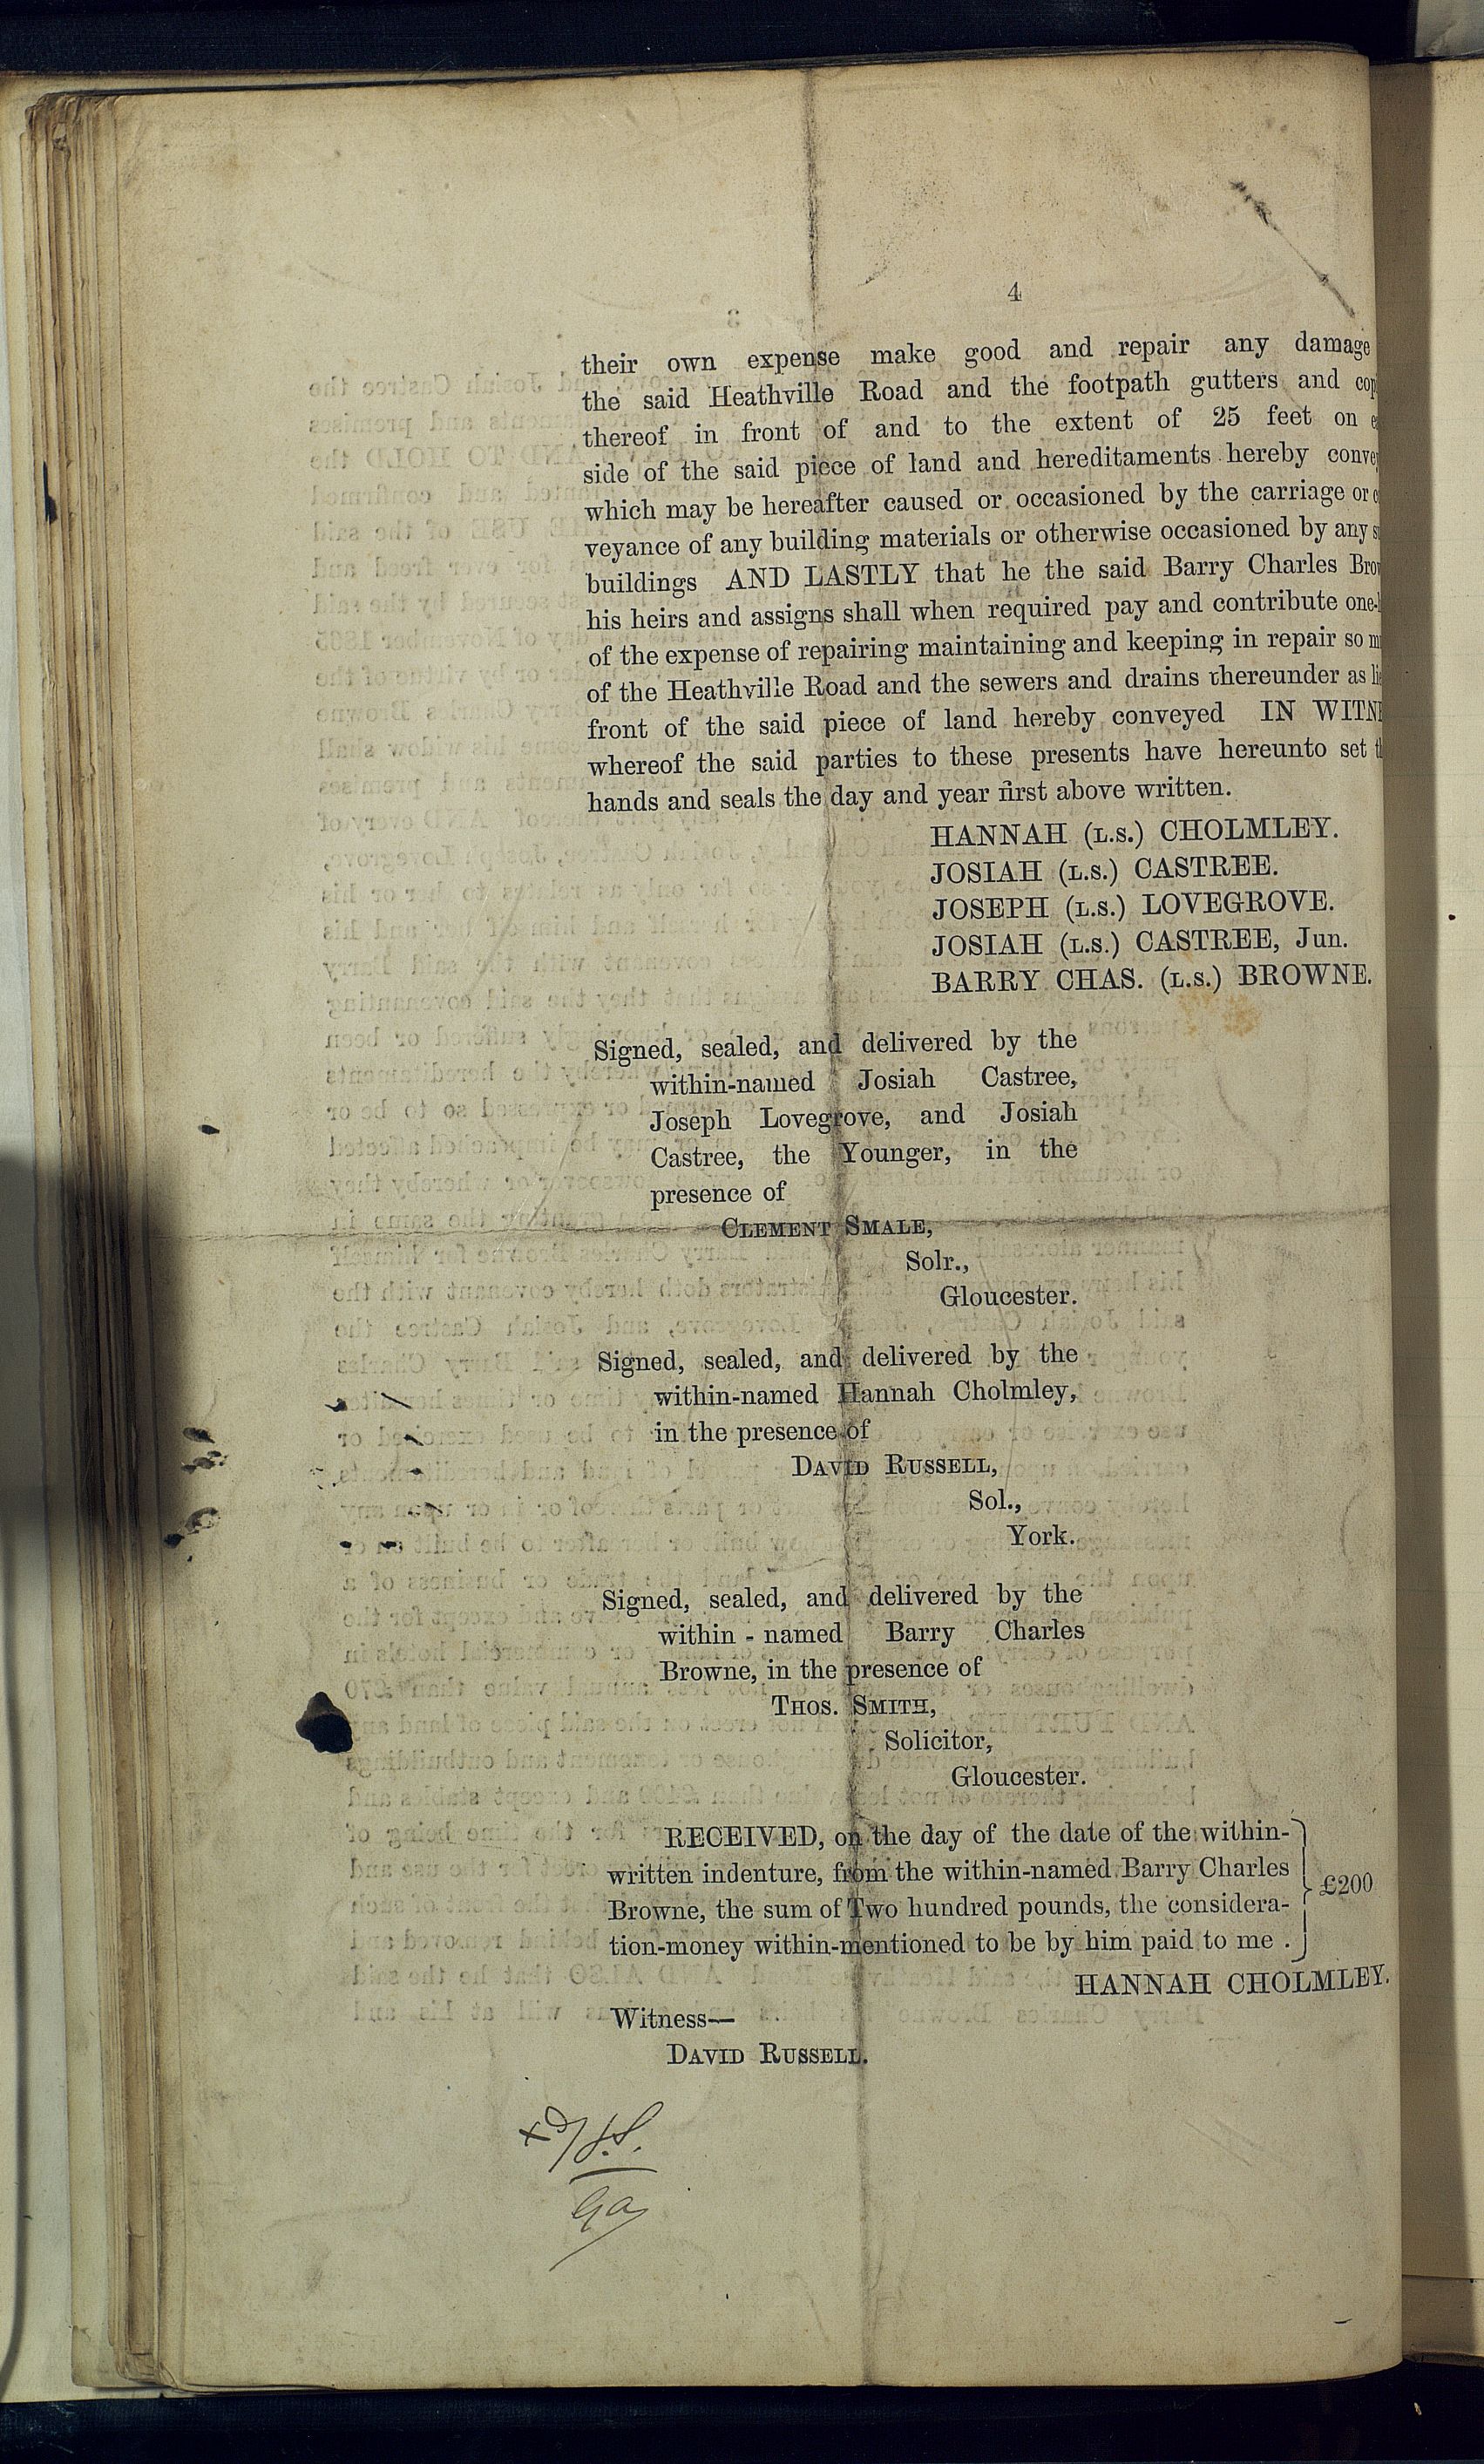 4
their own expense make good and repair any damage
the said Heathville Road and the footpath gutters and
thereof in front of and to the extent of 25 feet on
side of the said piece of land and hereditaments hereby
which may be hereafter caused or occasioned by the carriage or
veyance of any building materials or otherwise occasioned by any
buildings AND LASTLY that he the said Barry Charles
his heirs and assigns shall when required pay and contribute one-
of the expense of repairing maintaining and keeping in repair so
of the Heathville Road and the sewers and drains thereunder as
front of the said piece of land hereby conveyed IN
whereof the said parties to these presents have hereunto set
hands and seals the day and year first above written.
HANNAH (L.S.) CHOLMLEY.
JOSIAH (L.S.) CASTREE.
JOSEPH (L.S.) LOVEGROVE.
JOSIAH (L.S.) CASTREE, Jun.
BARRY CHAS. (L.S.) BROWNE.
Signed, sealed, and delivered by the
within-named Josiah Castree,
Joseph Lovegrove, and Josiah
Castree, the Younger, in the
presence of
CLEMENT SMALE,
Solr.,
Gloucester.
Signed, sealed, and delivered by the
within-named Hannah Cholmley,
in the presence of
DAVID RUSSELL,
Sol.,
York.
Signed, sealed, and delivered by the
within-named Barry Charles
Browne, in the presence of
THOS. SMITH,
Solicitor,
Gloucester.
RECEIVED, on the day of the date of the within-
written indenture, from the within-named Barry Charles
Browne, the sum of Two hundred pounds, the considera-
tion-money within-mentioned to be by him paid to me .
£200
HANNAH CHOLMLEY.
Witness—
DAVID RUSSELL.